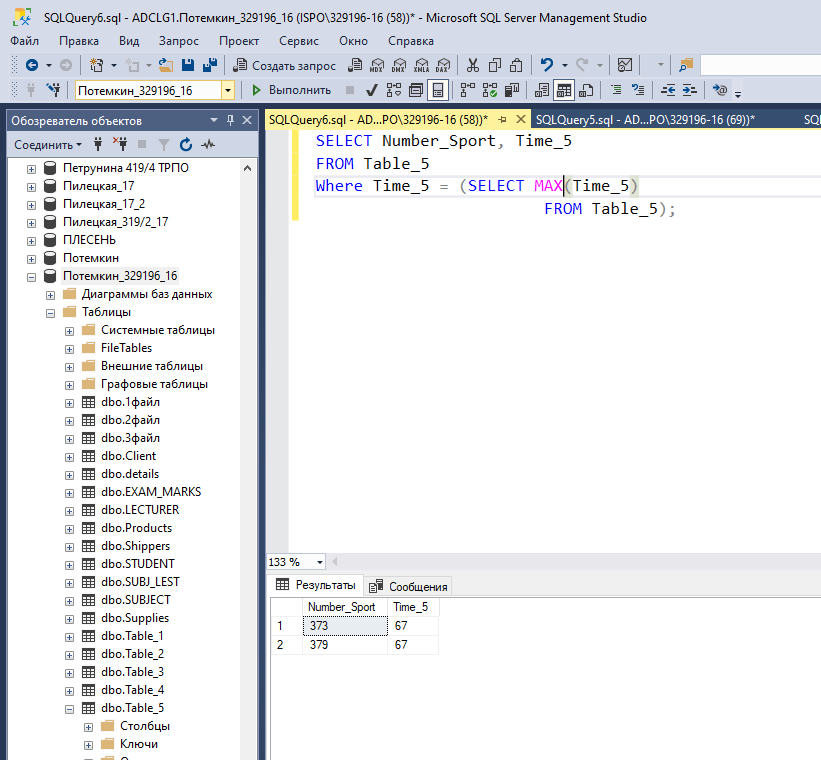 SQLQuery6.sql - ADCLG1.Потемкин_329196_16 (ISPO\329196-16 (58))* - Microsoft SQL Server Management Studio
Файл Правка Вид Запрос Проект Сервис Окно Справка
Создать запрос MDX DMX XMLA DAX
Потемкин_329196_16 Выполнить
Обозреватель объектов
SQLQuery6.sql - AD...PO\329196-16 (58))* SQLQuery5.sql - AD...PO\329196-16 (69))* SQL
Соединить
Петрунина 419/4 ТРПО
Пилецкая_17
Пилецкая_17_2
Пилецкая_319/2_17
ПЛЕСЕНЬ
Потемкин
Потемкин_329196_16
Диаграммы баз данных
Таблицы
Системные таблицы
FileTables
Внешние таблицы
Графовые таблицы
dbo.1файл
dbo.2файл
dbo.3файл
dbo.Client
dbo.details
dbo.EXAM_MARKS
dbo.LECTURER
dbo.Products
dbo.Shippers
dbo.STUDENT
dbo.SUBJ_LEST
dbo.SUBJECT
dbo.Supplies
dbo.Table_1
dbo.Table_2
dbo.Table_3
dbo.Table_4
dbo.Table_5
Столбцы
Ключи
SELECT Number_Sport, Time_5
FROM Table_5
Where Time_5 = (SELECT MAX(Time_5)
FROM Table_5);
133 %
Результаты Сообщения
Number_Sport Time_5
1 373 67
2 379 67